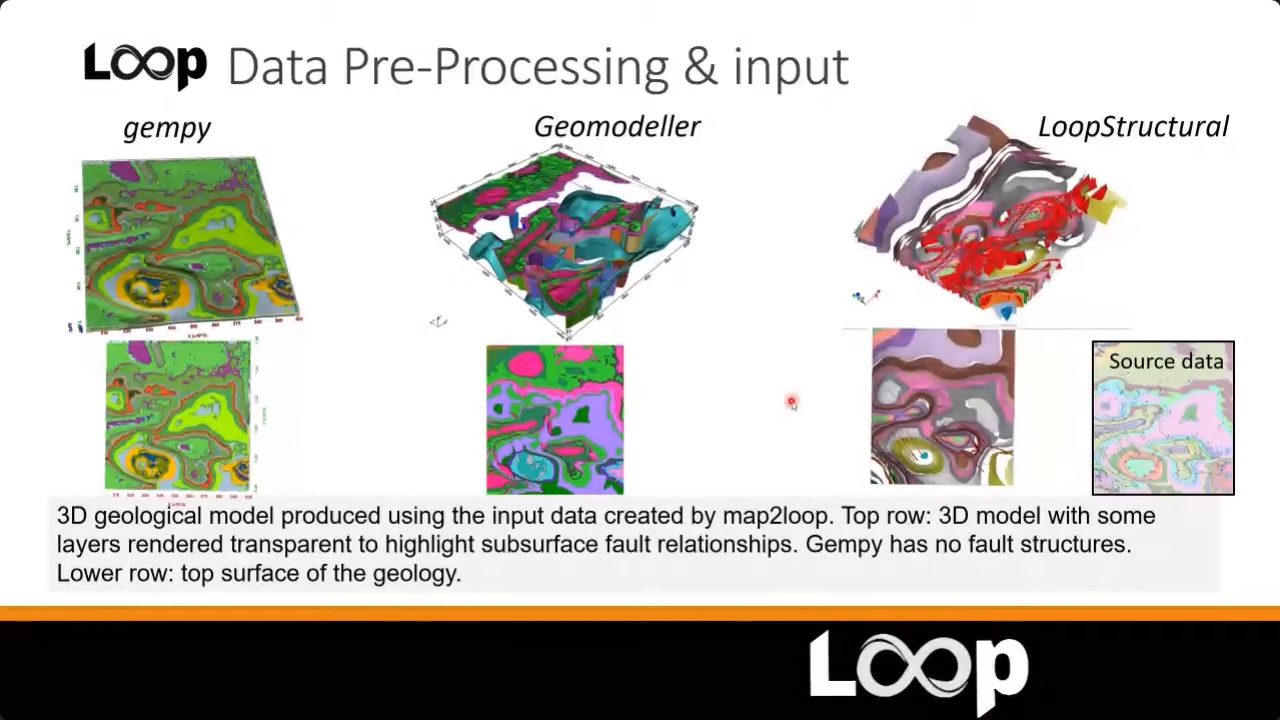 Loop Data Pre-Processing & input
gempy
Geomodeller
LoopStructural
Source data
3D geological model produced using the input data created by map2loop. Top row: 3D model with some
layers rendered transparent to highlight subsurface fault relationships. Gempy has no fault structures.
Lower row: top surface of the geology.
Loop